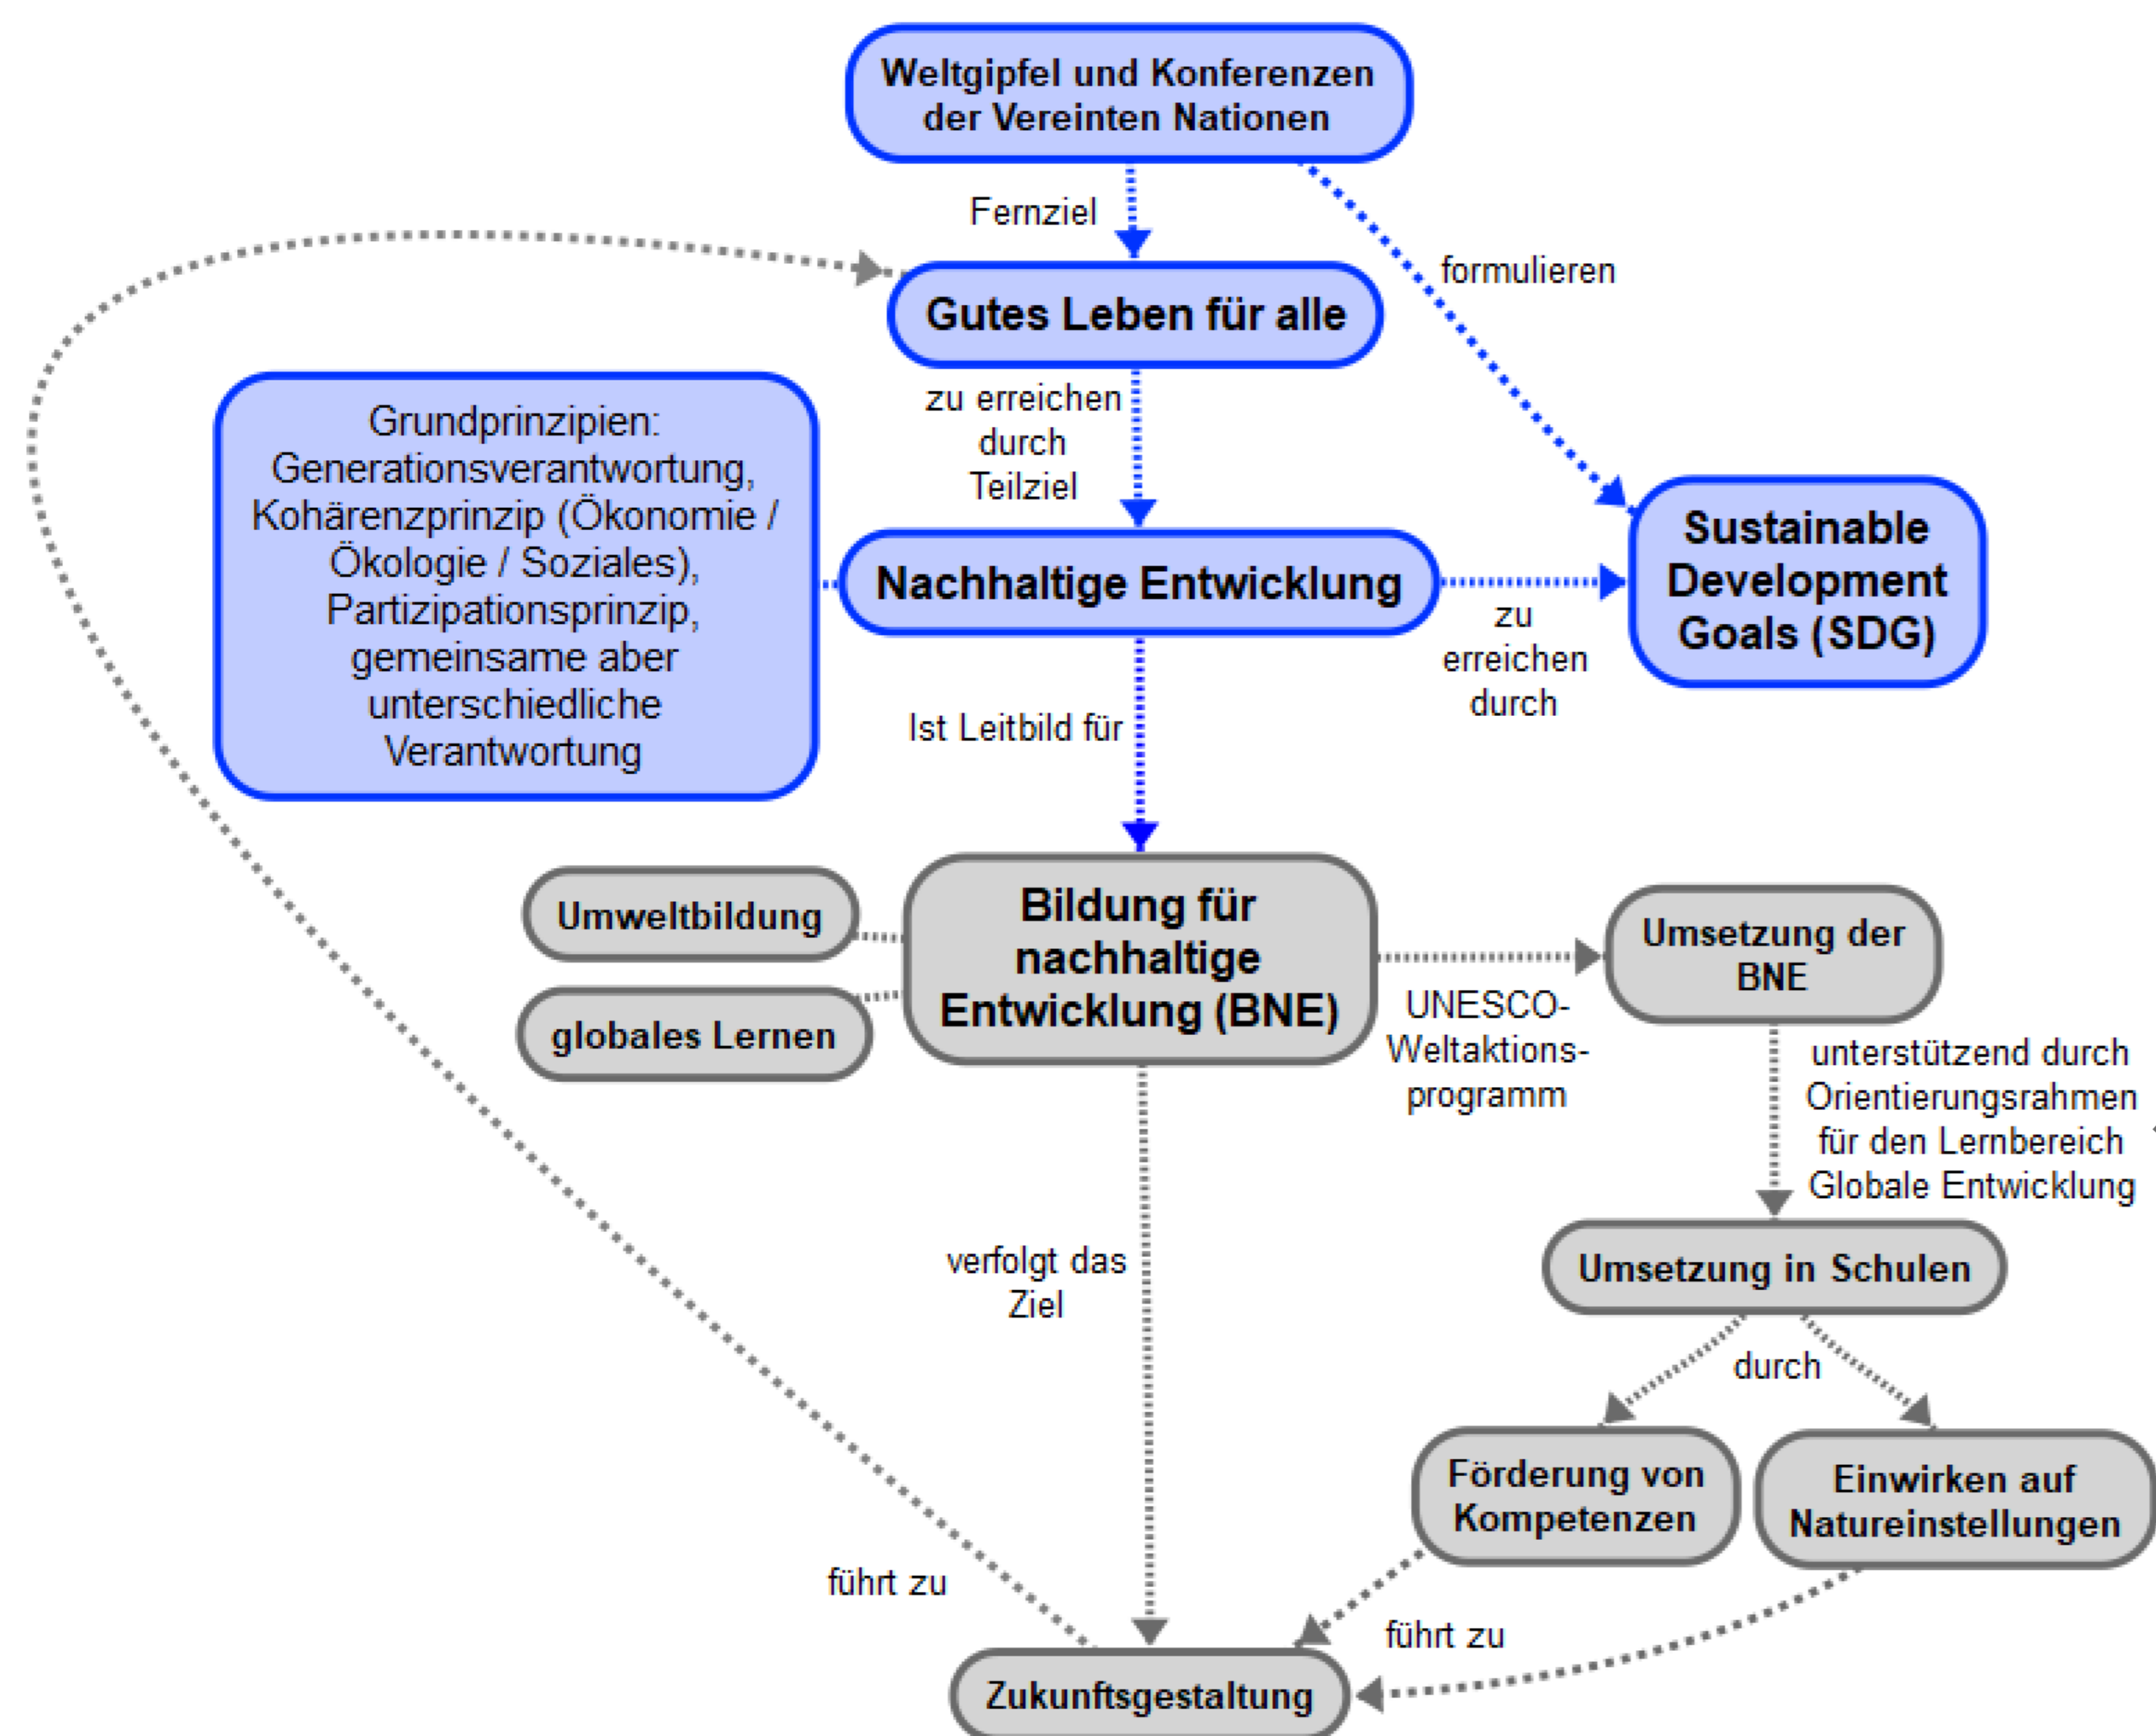 Weltgipfel und Konferenzen
der Vereinten Nationen
Fernziel
formulieren
Gutes Leben für alle
zu erreichen
durch
Teilziel
Grundprinzipien:
Generationsverantwortung,
Kohärenzprinzip (Ökonomie /
Ökologie / Soziales),
Partizipationsprinzip,
gemeinsame aber
unterschiedliche
Verantwortung
Nachhaltige Entwicklung
zu
erreichen
durch
Sustainable
Development
Goals (SDG)
Ist Leitbild für
Umweltbildung
globales Lernen
Bildung für
nachhaltige
Entwicklung (BNE)
UNESCO-
Weltaktions-
programm
Umsetzung der
BNE
unterstützend durch
Orientierungsrahmen
für den Lernbereich
Globale Entwicklung
verfolgt das
Ziel
Umsetzung in Schulen
durch
Förderung von
Kompetenzen
Einwirken auf
Natureinstellungen
führt zu
führt zu
Zukunftsgestaltung